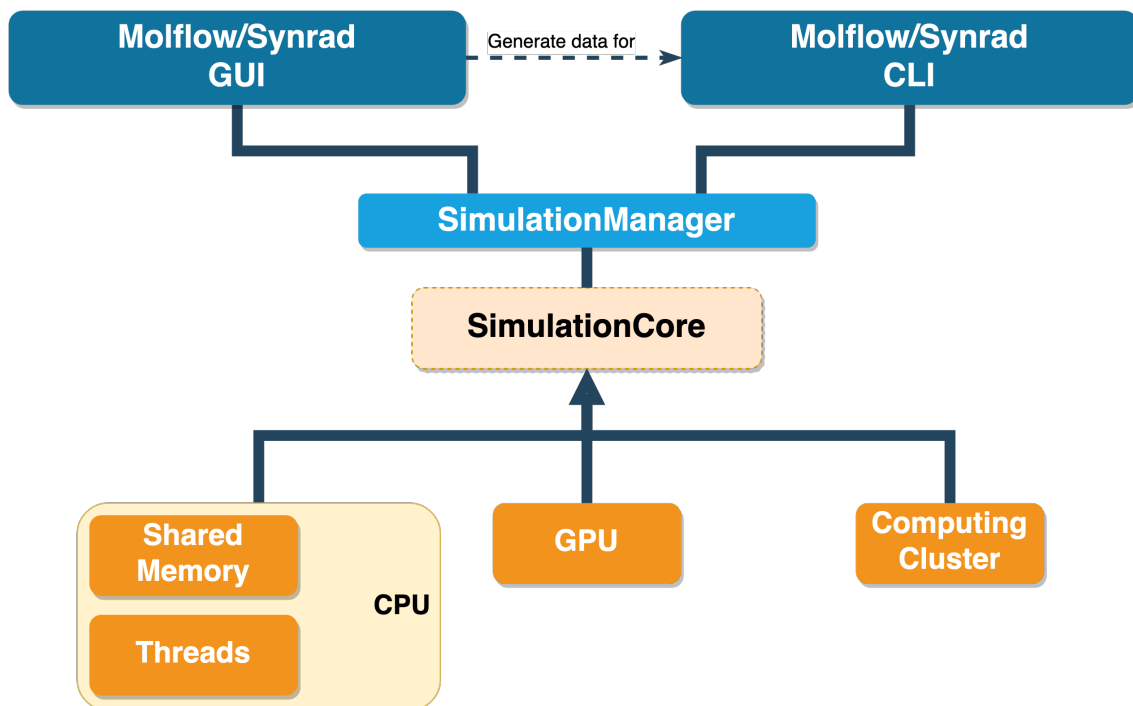 Molflow/Synrad
GUI
Generate data for
Molflow/Synrad
CLI
SimulationManager
SimulationCore
Shared
Memory
Threads
CPU
GPU
Computing
Cluster